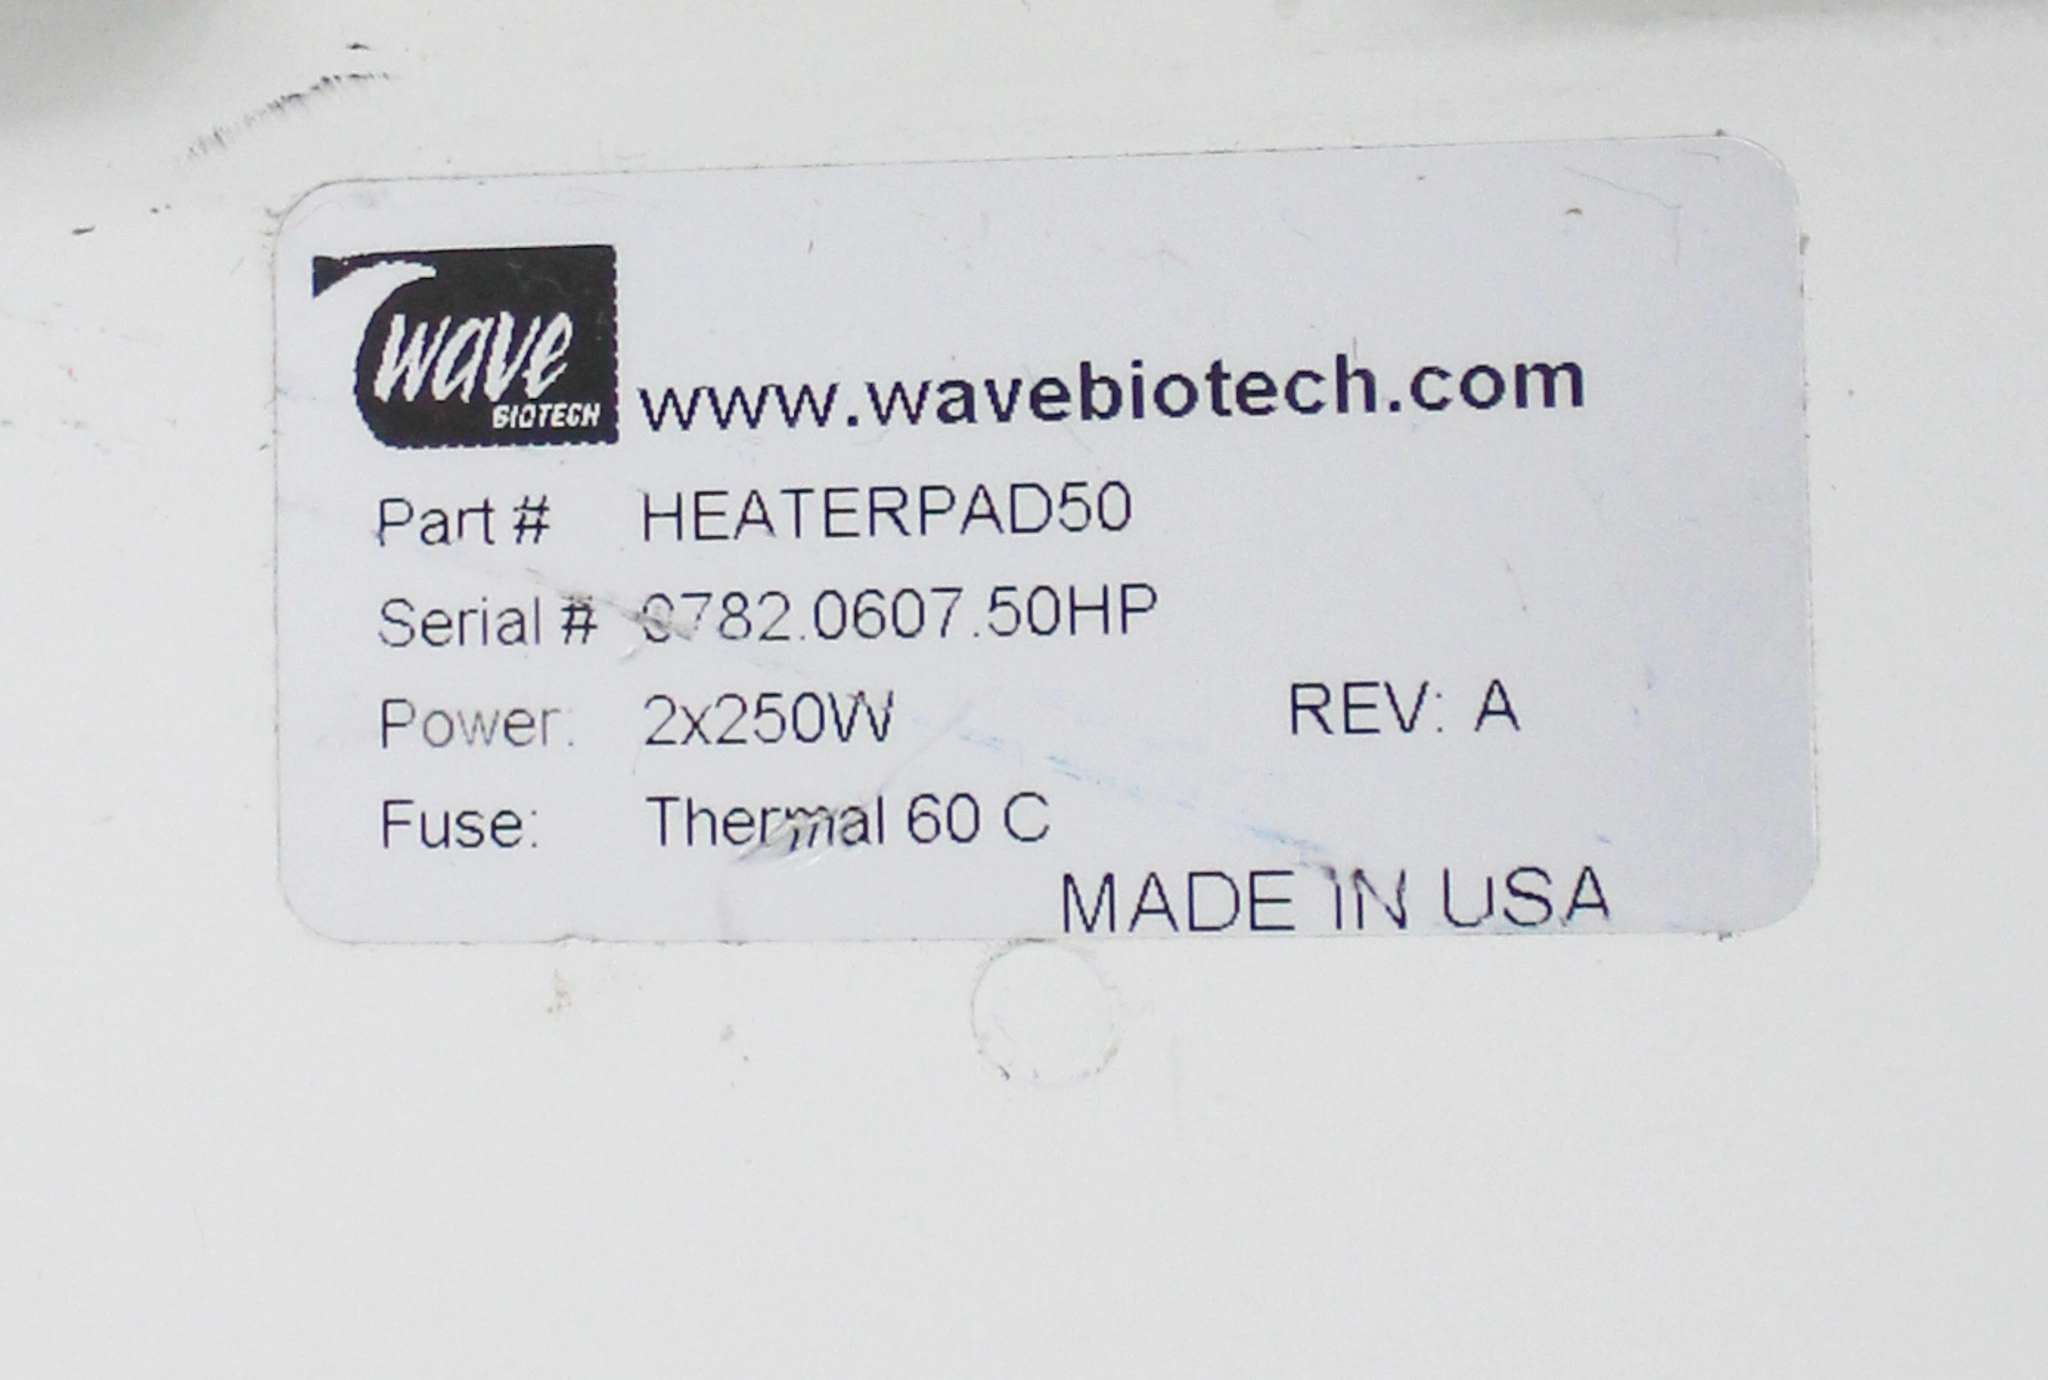 wave
BIOTECH
www.wavebiotech.com
Part # HEATERPAD50
Serial # 0782.0607.50HP
Power: 2x250W REV: A
Fuse: Thermal 60 C
MADE IN USA